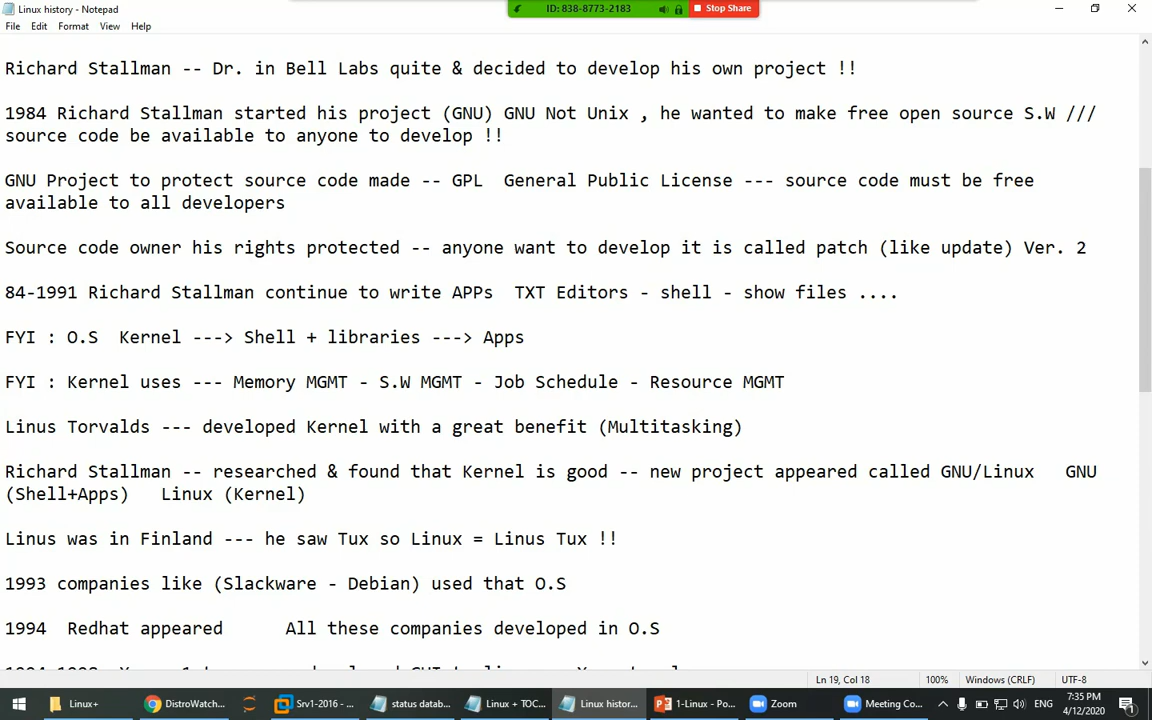 Linux history - Notepad
ID: 838-8773-2183
Stop Share
File Edit Format View Help
Richard Stallman -- Dr. in Bell Labs quite & decided to develop his own project !!
1984 Richard Stallman started his project (GNU) GNU Not Unix , he wanted to make free open source S.W ///
source code be available to anyone to develop !!
GNU Project to protect source code made -- GPL General Public License --- source code must be free
available to all developers
Source code owner his rights protected -- anyone want to develop it is called patch (like update) Ver. 2
84-1991 Richard Stallman continue to write APPs TXT Editors - shell - show files ....
FYI : O.S Kernel ---> Shell + libraries ---> Apps
FYI : Kernel uses --- Memory MGMT - S.W MGMT - Job Schedule - Resource MGMT
Linus Torvalds --- developed Kernel with a great benefit (Multitasking)
Richard Stallman -- researched & found that Kernel is good -- new project appeared called GNU/Linux GNU
(Shell+Apps) Linux (Kernel)
Linus was in Finland --- he saw Tux so Linux = Linus Tux !!
1993 companies like (Slackware - Debian) used that O.S
1994 Redhat appeared All these companies developed in O.S
Ln 19, Col 18 100% Windows (CRLF) UTF-8
Linux+ DistroWatch... Srv1-2016 - ... status datab... Linux + TOC... Linux histor... 1-Linux - Po... Zoom Meeting Co... ENG 7:35 PM
4/12/2020